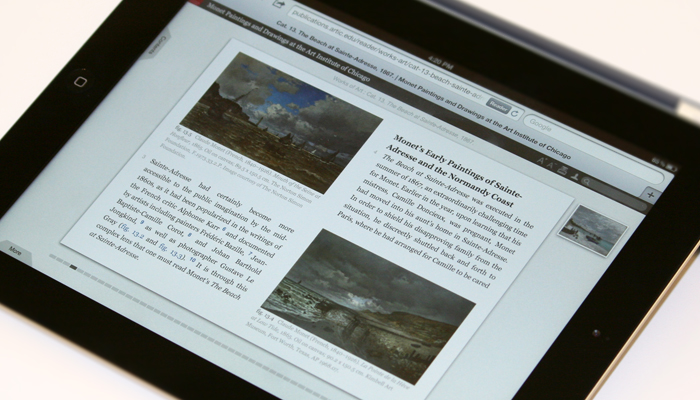 4:20 PM
publications.artic.edu/reader/works-art/cat-13-beach-sainte-ad
Reader
Google
Cat. 13. The Beach at Sainte-Adresse, 1867. | Monet Paintings and Drawings at the Art Institute of Chicago
Monet Paintings and Drawings at the Art Institute of Chicago
Works of Art: Cat. 13. The Beach at Sainte-Adresse, 1867
Sainte-Adresse had certainly become more
accessible to the public imagination by the mid-
1860s, as it had been popularized in the writings of
the French critic Alphonse Karr and documented
by artists including painters Frédéric Bazille, Jean-
Baptiste-Camille Corot, and Johan Barthold
Jongkind, as well as photographer Gustave Le
Gray (fig. 13.2 and fig. 13.3). It is through this
complex lens that one must read Monet's The Beach
at Sainte-Adresse.
Monet's Early Paintings of Sainte-
Adresse and the Normandy Coast
The Beach at Sainte-Adresse was executed in the
summer of 1867, an extraordinarily challenging time
for Monet. Earlier in the year, upon learning that his
mistress, Camille Doncieux, was pregnant, Monet
had moved into his aunt's home in Sainte-Adresse.
In order to shield his disapproving family from the
situation, he discreetly shuttled back and forth to
Paris, where he had arranged for Camille to be cared
More